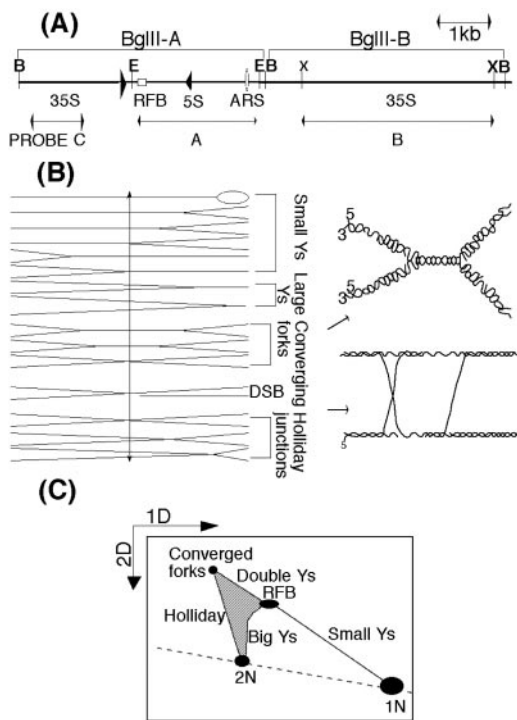 (A)
BglII-A
BglII-B
1kb
B
E
E
B
X
X
B
35S
RFB
5S
ARS
35S
PROBE C
A
B
(B)
Small Ys
Large Ys
Converging forks
DSB
Holliday junctions
5
3
5
3
5
(C)
1D
2D
Converged forks
Double Ys
RFB
Holliday
Big Ys
Small Ys
2N
1N